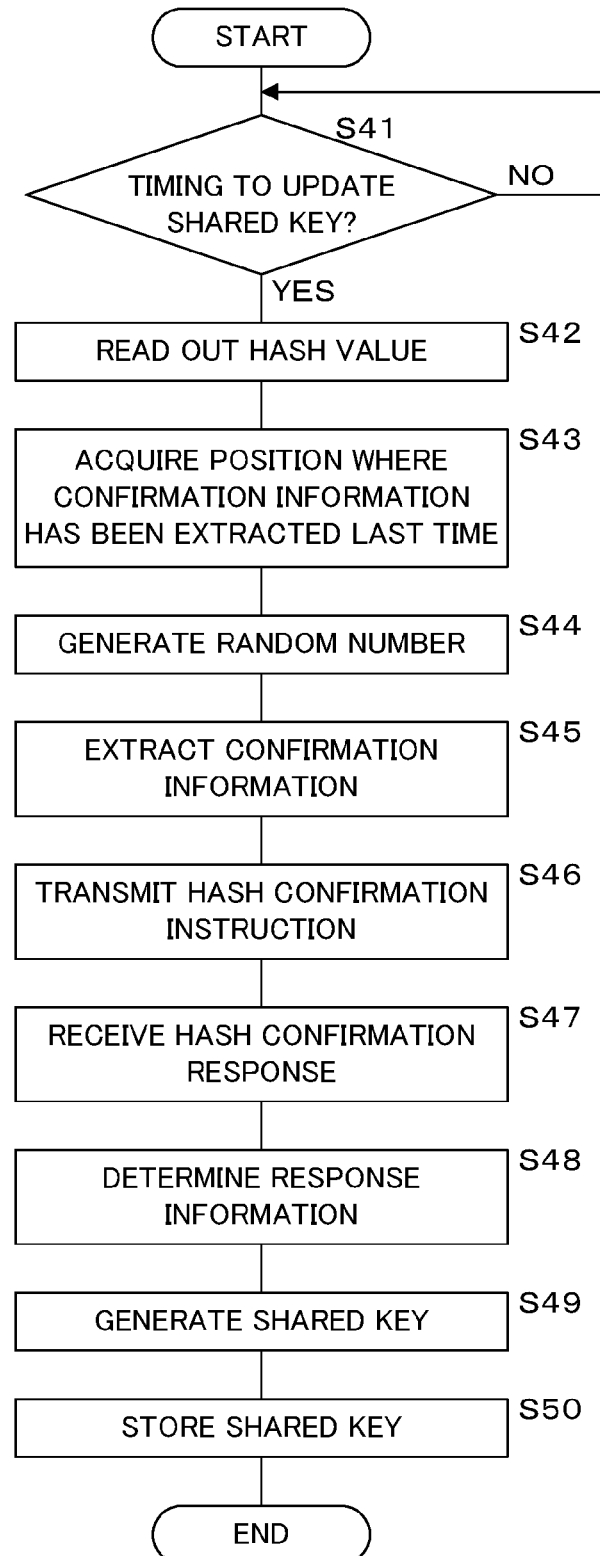 START
S41
TIMING TO UPDATE
SHARED KEY?
NO
YES
S42
READ OUT HASH VALUE
S43
ACQUIRE POSITION WHERE
CONFIRMATION INFORMATION
HAS BEEN EXTRACTED LAST TIME
S44
GENERATE RANDOM NUMBER
S45
EXTRACT CONFIRMATION
INFORMATION
S46
TRANSMIT HASH CONFIRMATION
INSTRUCTION
S47
RECEIVE HASH CONFIRMATION
RESPONSE
S48
DETERMINE RESPONSE
INFORMATION
S49
GENERATE SHARED KEY
S50
STORE SHARED KEY
END